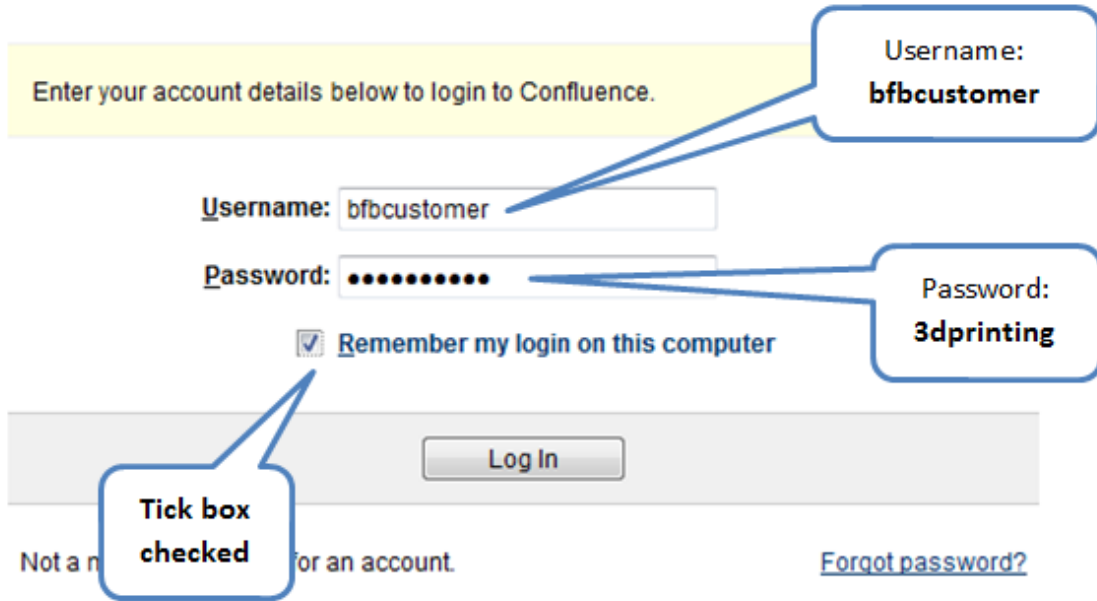 Username:
bfbcustomer
Enter your account details below to login to Confluence.
Username: bfbcustomer
Password: ••••••••••
Password:
3dprinting
Remember my login on this computer
Log In
Tick box
checked
Not a for an account.
Forgot password?